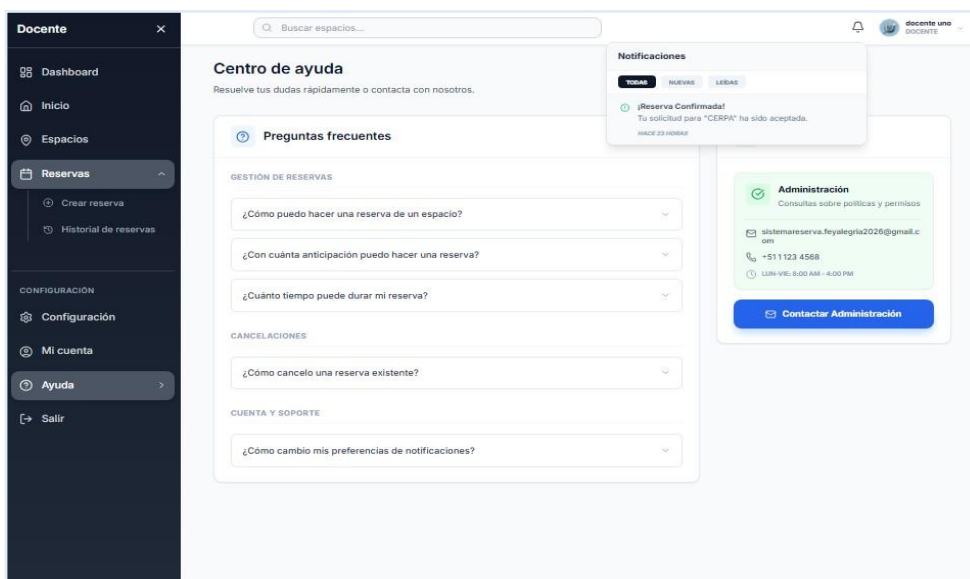 Docente
Dashboard
Inicio
Espacios
Reservas
Crear reserva
Historial de reservas
CONFIGURACIÓN
Configuración
Mi cuenta
Ayuda
Salir
Buscar espacios...
docente uno
DOCENTE
Centro de ayuda
Resuelve tus dudas rápidamente o contacta con nosotros.
Notificaciones
TODAS NUEVAS LEÍDAS
¡Reserva Confirmada!
Tu solicitud para "CERPA" ha sido aceptada.
HACE 23 HORAS
Preguntas frecuentes
GESTIÓN DE RESERVAS
¿Cómo puedo hacer una reserva de un espacio?
¿Con cuánta anticipación puedo hacer una reserva?
¿Cuánto tiempo puede durar mi reserva?
CANCELACIONES
¿Cómo cancelo una reserva existente?
CUENTA Y SOPORTE
¿Cómo cambio mis preferencias de notificaciones?
Administración
Consultas sobre políticas y permisos
sistemareserva.feyalegria2026@gmail.c
om
+51 1 123 4568
LUN-VIE: 8:00 AM - 4:00 PM
Contactar Administración